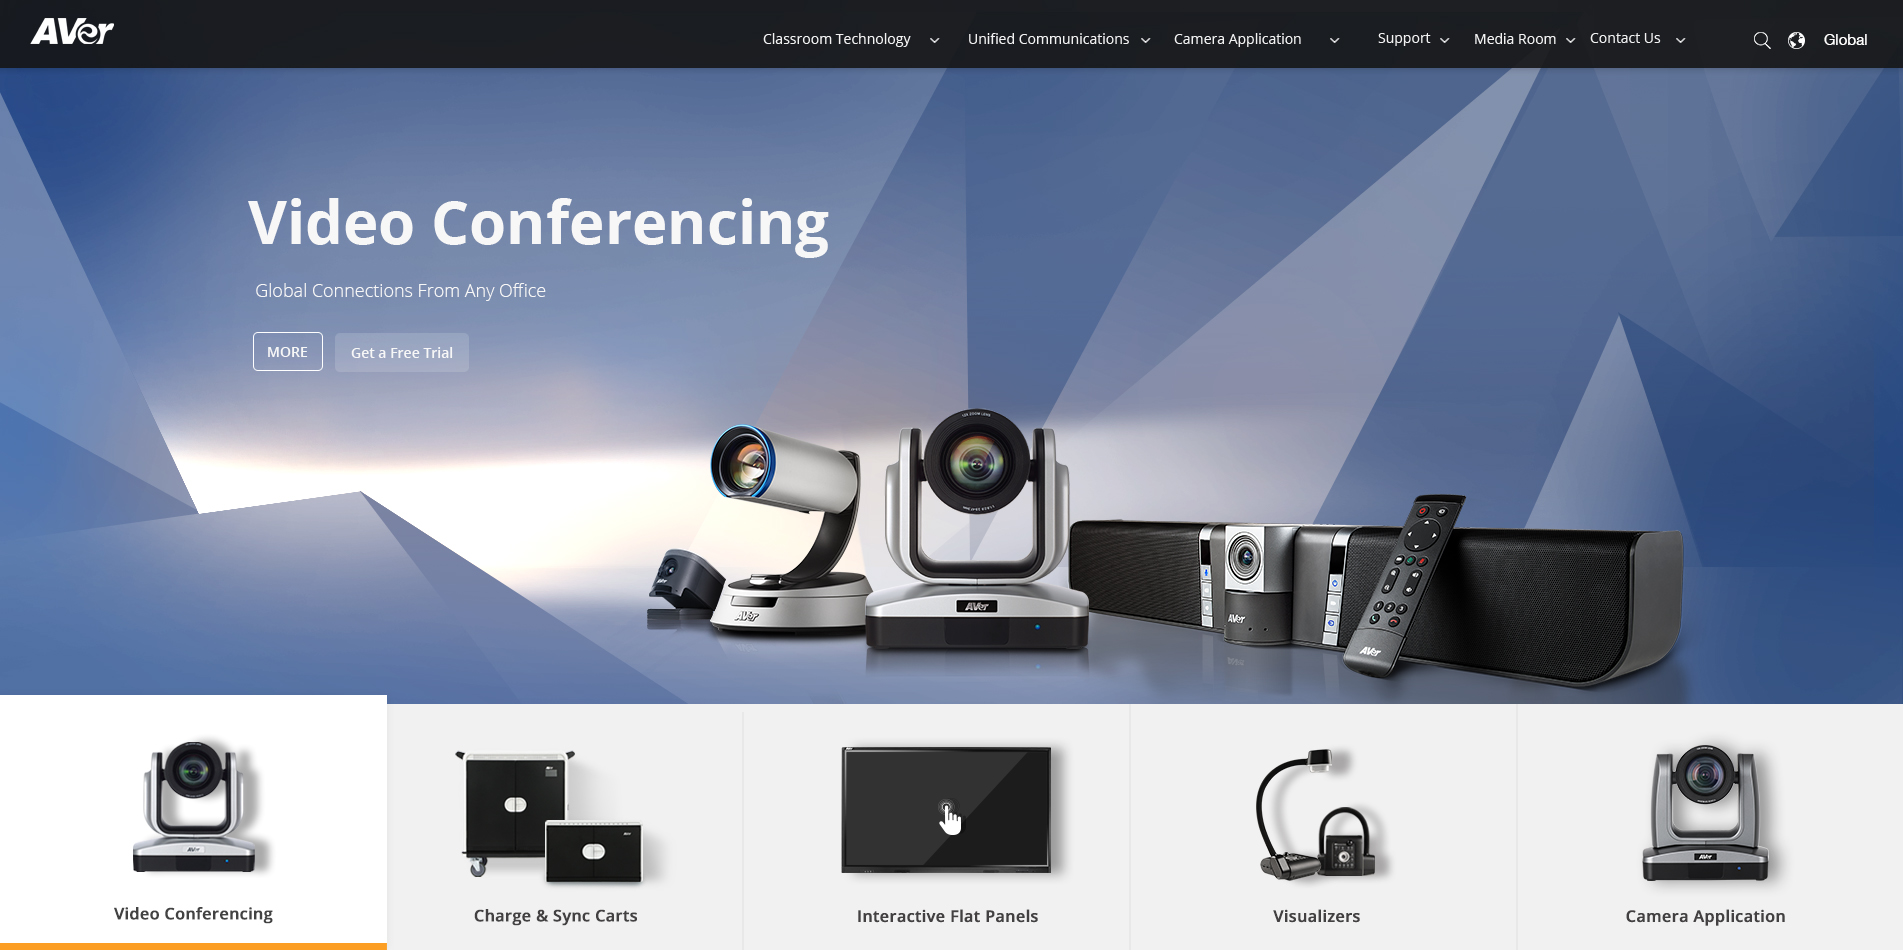 AVer
Classroom Technology
Unified Communications
Camera Application
Support
Media Room
Contact Us
Global
Video Conferencing
Global Connections From Any Office
MORE
Get a Free Trial
AVer
AVer
AVer
AVer
AVer
Video Conferencing
Charge & Sync Carts
Interactive Flat Panels
Visualizers
Camera Application